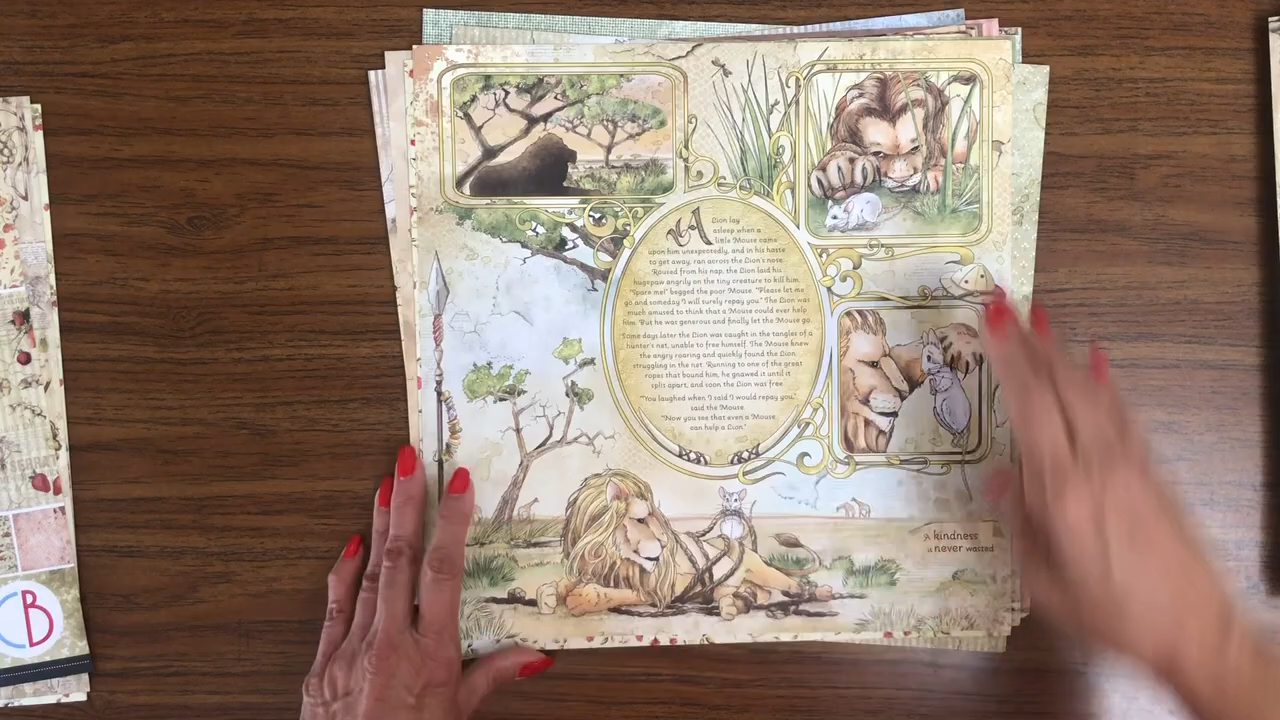 A Lion lay
asleep when a
little Mouse came
upon him unexpectedly, and in his haste
to get away, ran across the Lion's nose.
Roused from his nap, the Lion laid his
hugepaw angrily on the tiny creature to kill him.
"Spare me!" begged the poor Mouse. "Please let me
go and someday I will surely repay you." The Lion was
much amused to think that a Mouse could ever help
him. But he was generous and finally let the Mouse go.
Some days later the Lion was caught in the tangles of a
hunter's net, unable to free himself. The Mouse knew
the angry roaring and quickly found the Lion
struggling in the net. Running to one of the great
ropes that bound him, he gnawed it until it
split apart, and soon the Lion was free.
"You laughed when I said I would repay you,"
said the Mouse.
"Now you see that even a Mouse
can help a Lion."
A kindness
is never wasted
CB